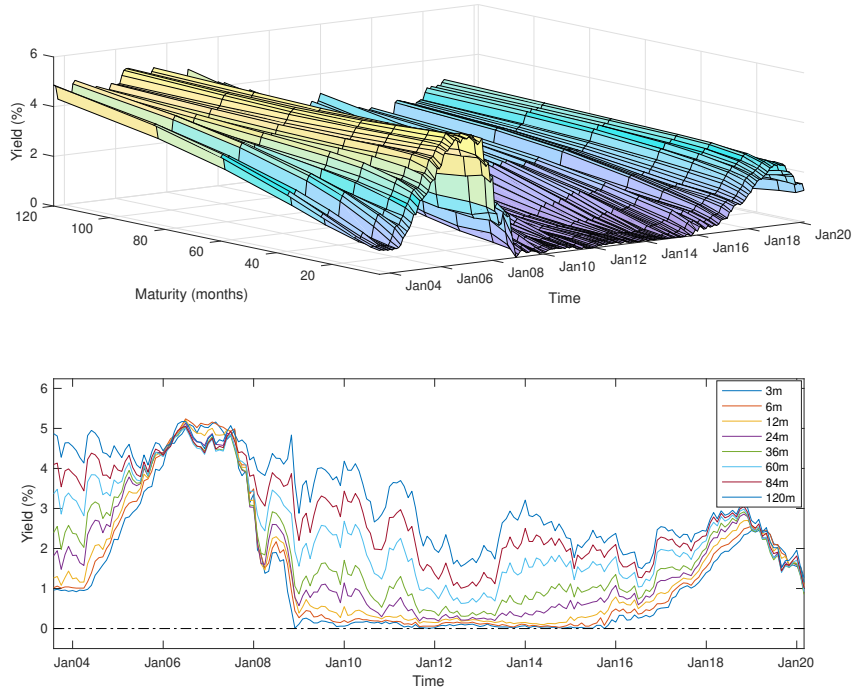 6
4
2
0
Yield (%)
120
100
80
60
40
20
Maturity (months)
Jan04
Jan06
Jan08
Jan10
Jan12
Jan14
Jan16
Jan18
Jan20
Time
6
5
4
3
2
1
0
Yield (%)
3m
6m
12m
24m
36m
60m
84m
120m
Jan04
Jan06
Jan08
Jan10
Jan12
Jan14
Jan16
Jan18
Jan20
Time